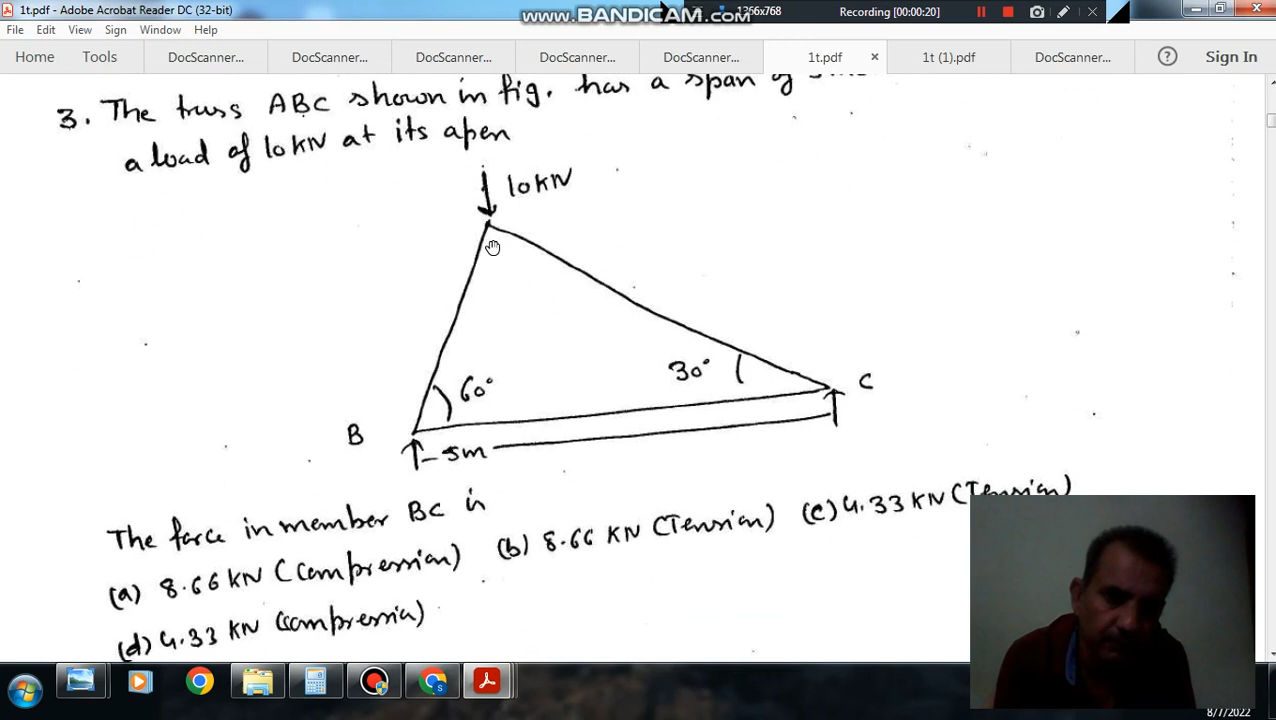 1t.pdf - Adobe Acrobat Reader DC (32-bit)
www.BANDICAM.com
1366x768
Recording [00:00:20]
File Edit View Sign Window Help
Home Tools DocScanner... DocScanner... DocScanner... DocScanner... DocScanner... 1t.pdf 1t (1).pdf DocScanner... Sign In
3. The truss ABC shown in fig. has a span of
a load of 10KN at its apen
10KN
60°
30°
C
B
5m
The force in member BC is
(a) 8.66 KN (Compression) (b) 8.66 KN (Tension) (c) 4.33 KN (Tension)
(d) 4.33 KN (compression)
8/7/2022